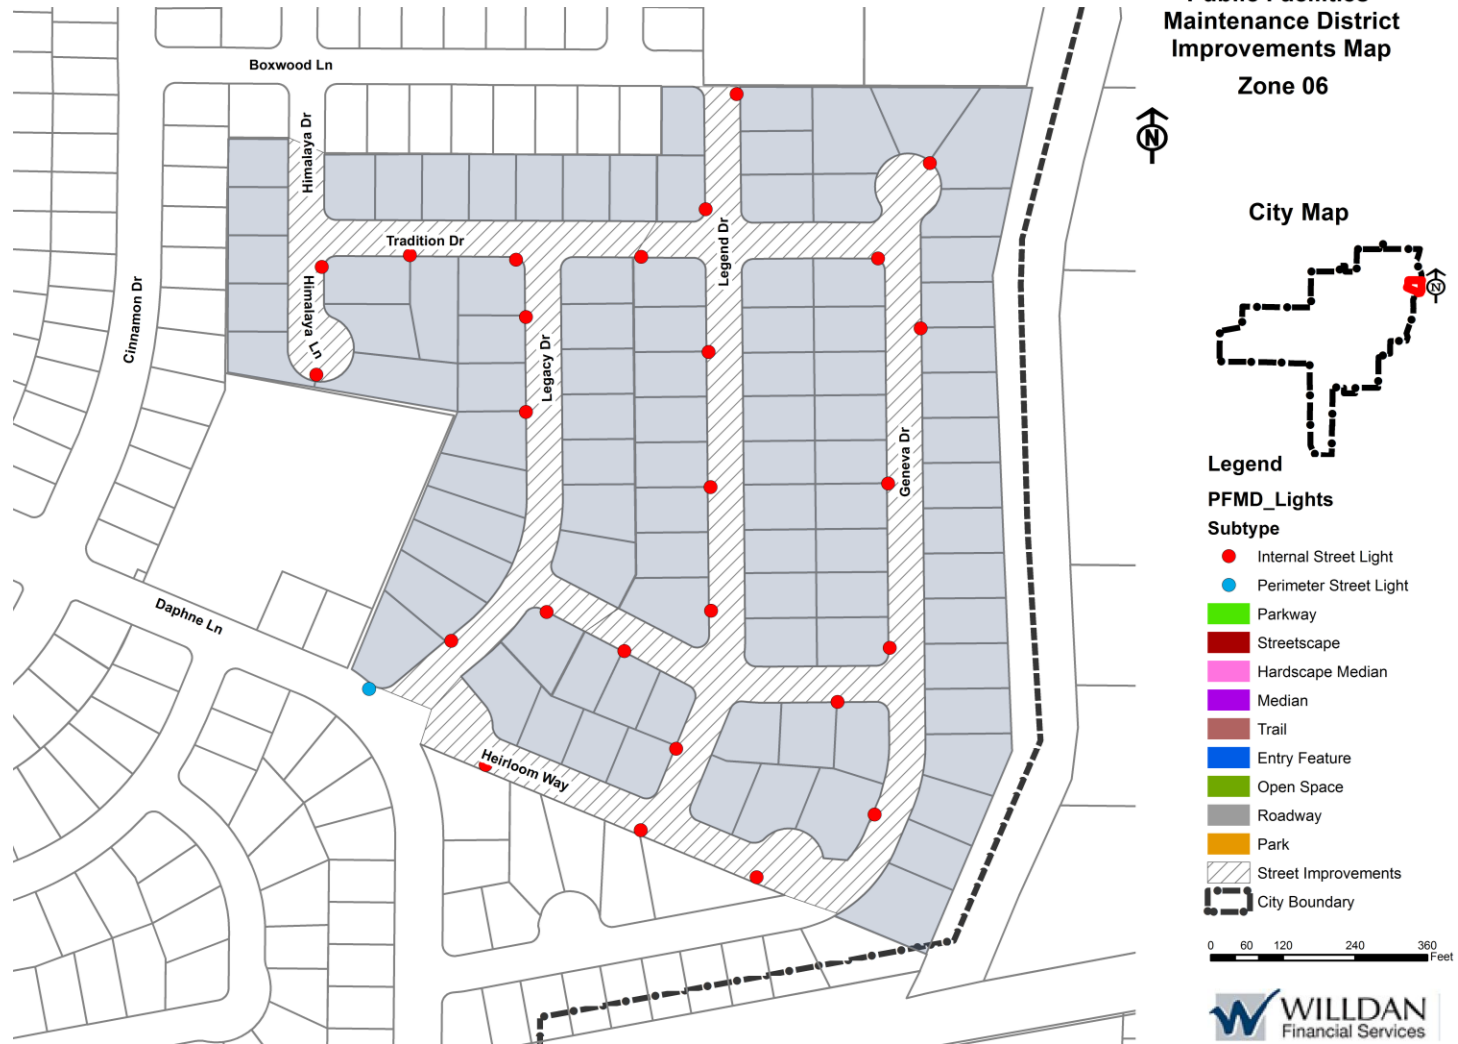 Public Facilities
Maintenance District
Improvements Map
Zone 06
N
City Map
N
Boxwood Ln
Himalaya Dr
Tradition Dr
Legend Dr
Himalaya Ln
Cinnamon Dr
Legacy Dr
Geneva Dr
Daphne Ln
Heirloom Way
Legend
PFMD_Lights
Subtype
Internal Street Light
Perimeter Street Light
Parkway
Streetscape
Hardscape Median
Median
Trail
Entry Feature
Open Space
Roadway
Park
Street Improvements
City Boundary
0 60 120 240 360
Feet
W WILLDAN
Financial Services